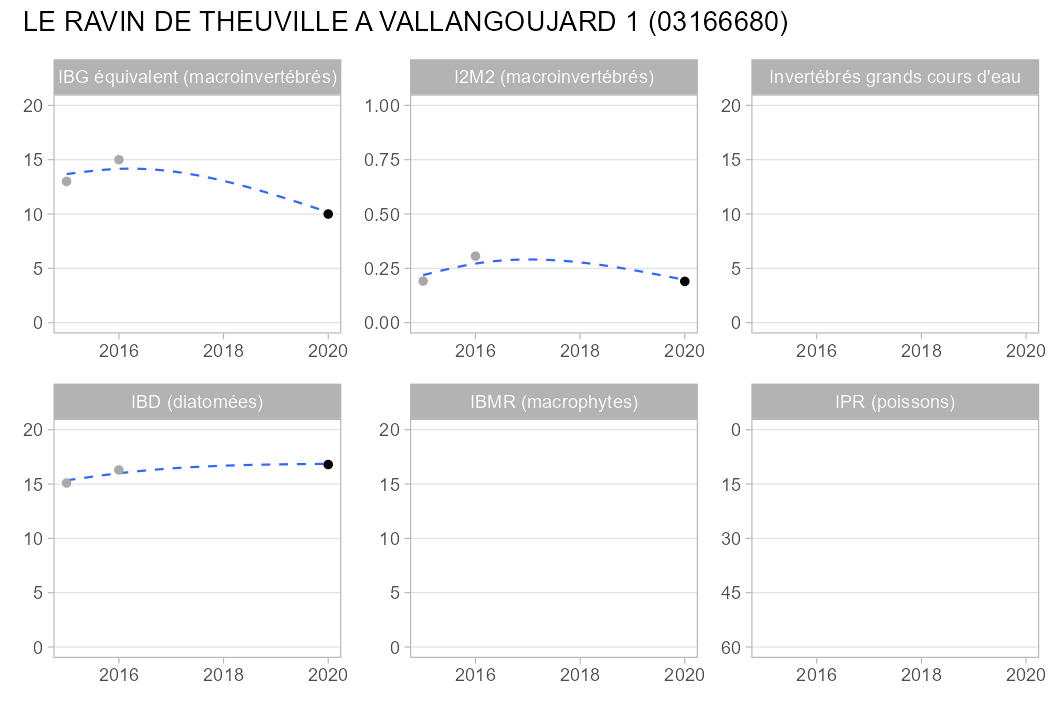 LE RAVIN DE THEUVILLE A VALLANGOUJARD 1 (03166680)
IBG équivalent (macroinvertébrés)
20
15
10
5
0
2016 2018 2020
I2M2 (macroinvertébrés)
1.00
0.75
0.50
0.25
0.00
2016 2018 2020
Invertébrés grands cours d'eau
20
15
10
5
0
2016 2018 2020
IBD (diatomées)
20
15
10
5
0
2016 2018 2020
IBMR (macrophytes)
20
15
10
5
0
2016 2018 2020
IPR (poissons)
0
15
30
45
60
2016 2018 2020